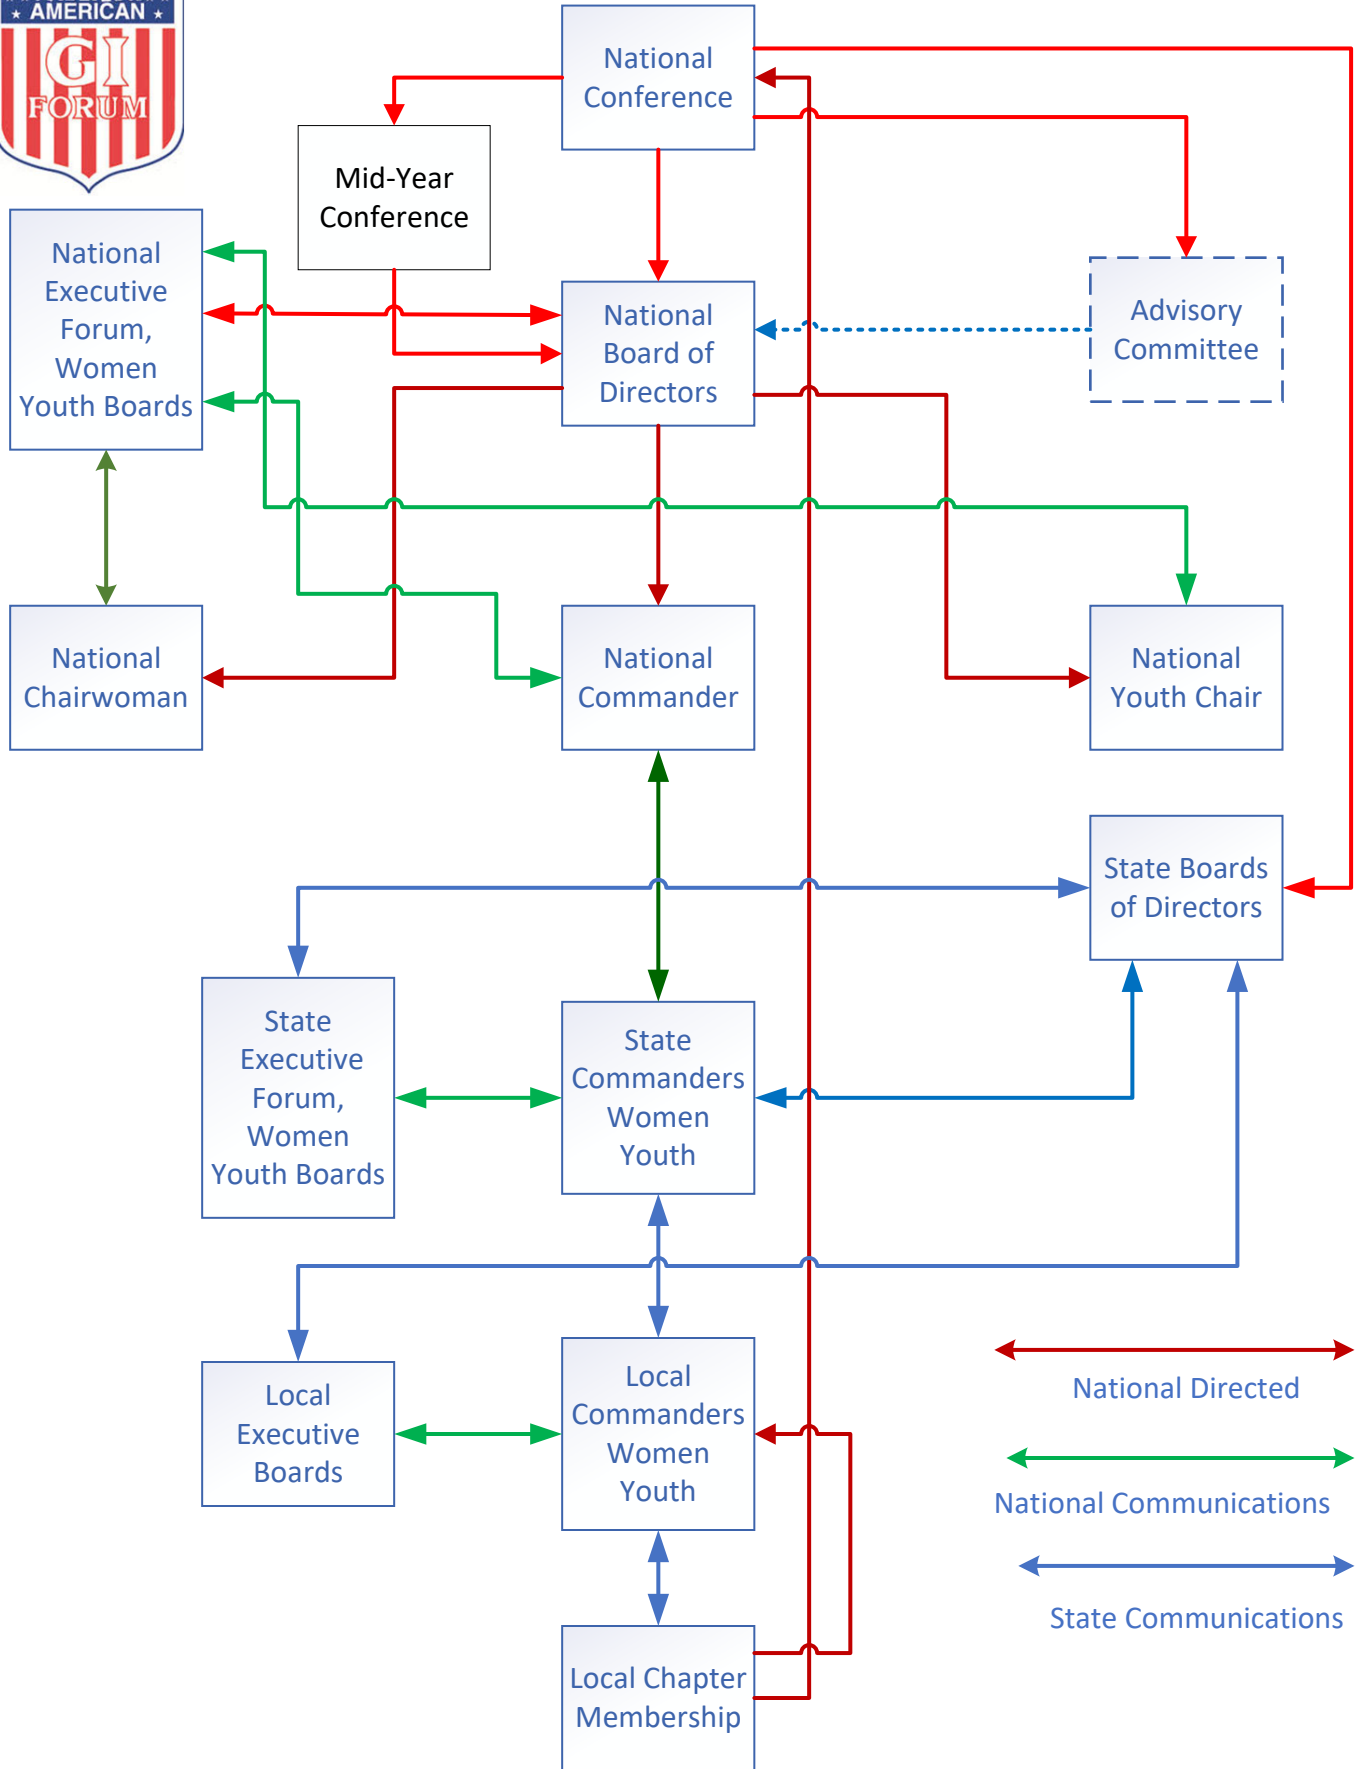 AMERICAN
GI
FORUM
National
Conference
Mid-Year
Conference
National
Executive
Forum,
Women
Youth Boards
National
Board of
Directors
Advisory
Committee
National
Chairwoman
National
Commander
National
Youth Chair
State Boards
of Directors
State
Executive
Forum,
Women
Youth Boards
State
Commanders
Women
Youth
Local
Executive
Boards
Local
Commanders
Women
Youth
National Directed
National Communications
State Communications
Local Chapter
Membership